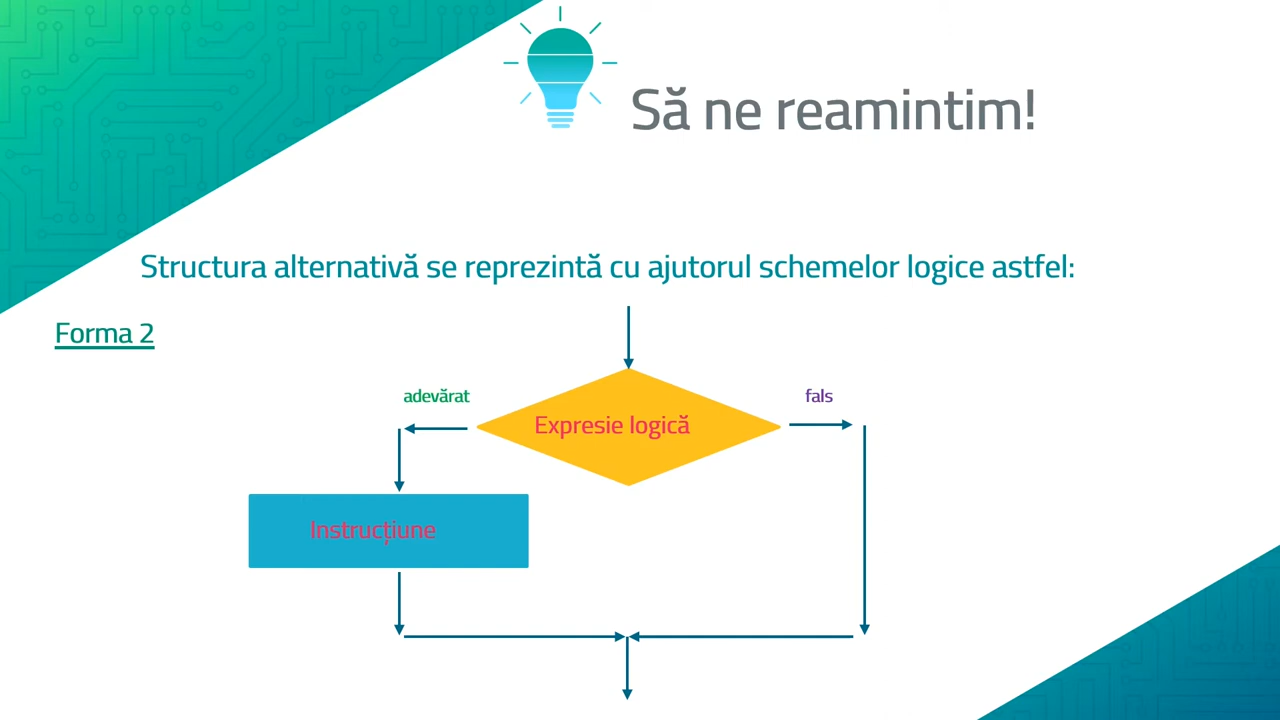 Să ne reamintim!
Structura alternativă se reprezintă cu ajutorul schemelor logice astfel:
Forma 2
adevărat
fals
Expresie logică
Instrucțiune